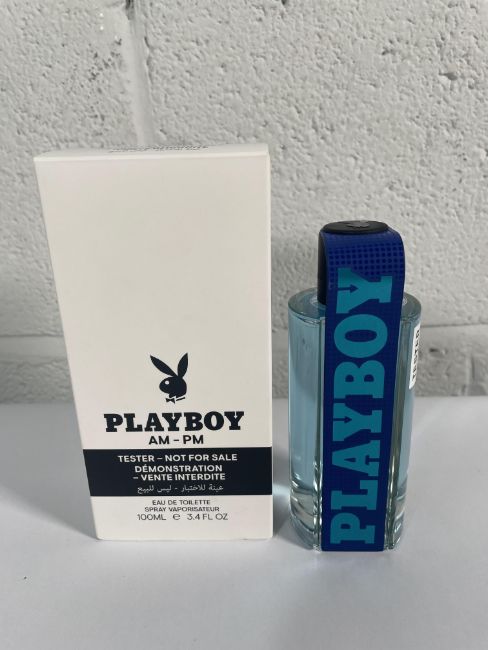 PLAYBOY
AM – PM
TESTER – NOT FOR SALE
DÉMONSTRATION
– VENTE INTERDITE
عينة للاختبار - ليس للبيع
EAU DE TOILETTE
SPRAY VAPORISATEUR
100ML ℮ 3.4 FL OZ
PLAYBOY
TESTER